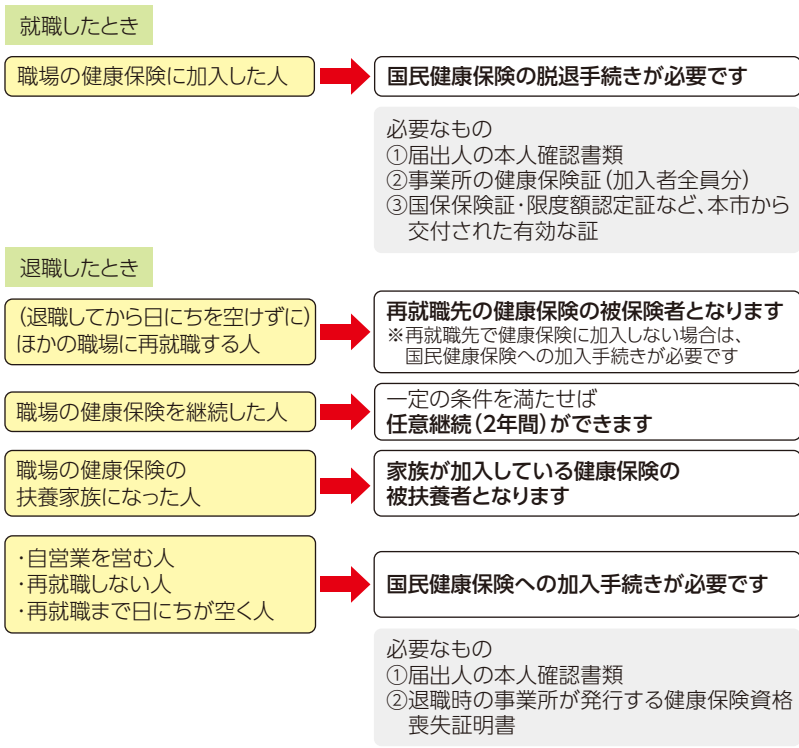 就職したとき
職場の健康保険に加入した人
国民健康保険の脱退手続きが必要です
必要なもの
①届出人の本人確認書類
②事業所の健康保険証(加入者全員分)
③国保保険証・限度額認定証など、本市から
交付された有効な証
退職したとき
(退職してから日にちを空けずに)
ほかの職場に再就職する人
再就職先の健康保険の被保険者となります
※再就職先で健康保険に加入しない場合は、
国民健康保険への加入手続きが必要です
職場の健康保険を継続した人
一定の条件を満たせば
任意継続(2年間)ができます
職場の健康保険の
扶養家族になった人
家族が加入している健康保険の
被扶養者となります
・自営業を営む人
・再就職しない人
・再就職まで日にちが空く人
国民健康保険への加入手続きが必要です
必要なもの
①届出人の本人確認書類
②退職時の事業所が発行する健康保険資格
喪失証明書